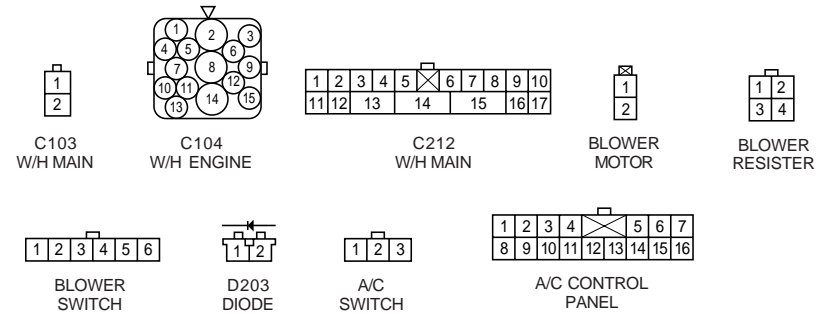 1 2 3
4 5 6
7 8 9
10 11 12
13 14 15
1
2
1 2 3 4 5 6 7 8 9 10
11 12 13 14 15 16 17
1
2
1 2
3 4
C103
W/H MAIN
C104
W/H ENGINE
C212
W/H MAIN
BLOWER
MOTOR
BLOWER
RESISTER
1 2 3 4 5 6
1 2
1 2 3
1 2 3 4 5 6 7
8 9 10 11 12 13 14 15 16
BLOWER
SWITCH
D203
DIODE
A/C
SWITCH
A/C CONTROL
PANEL